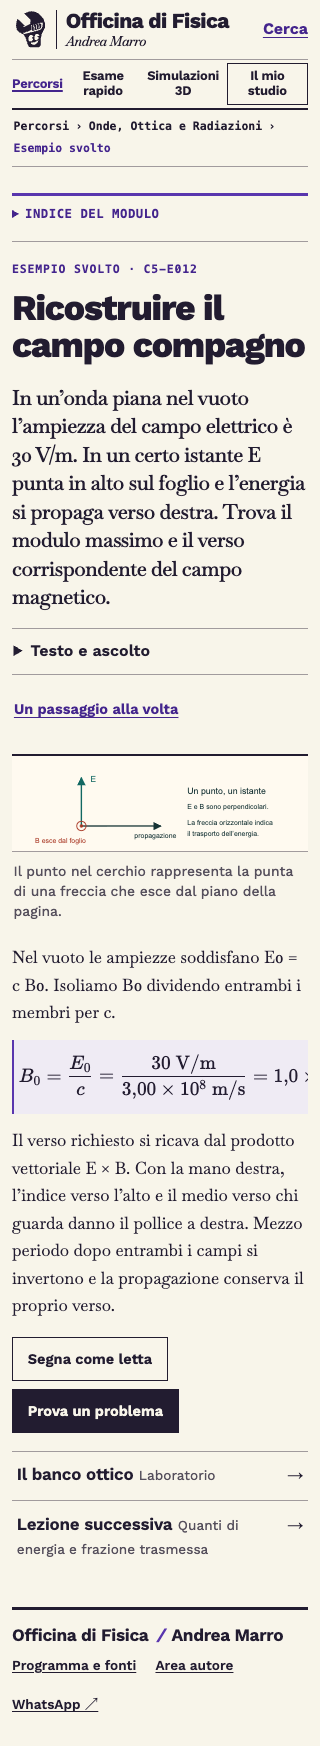 Officina di Fisica
Andrea Marro
Cerca
Percorsi
Esame
rapido
Simulazioni
3D
Il mio
studio
Percorsi › Onde, Ottica e Radiazioni ›
Esempio svolto
▶ INDICE DEL MODULO
ESEMPIO SVOLTO · C5–E012
Ricostruire il
campo compagno
In un’onda piana nel vuoto
l’ampiezza del campo elettrico è
30 V/m. In un certo istante E
punta in alto sul foglio e l’energia
si propaga verso destra. Trova il
modulo massimo e il verso
corrispondente del campo
magnetico.
▶ Testo e ascolto
Un passaggio alla volta
E
B esce dal foglio
propagazione
Un punto, un istante
E e B sono perpendicolari.
La freccia orizzontale indica
il trasporto dell’energia.
Il punto nel cerchio rappresenta la punta
di una freccia che esce dal piano della
pagina.
Nel vuoto le ampiezze soddisfano E₀ =
c B₀. Isoliamo B₀ dividendo entrambi i
membri per c.
B₀ = E₀/c = 30 V/m / 3,00 × 10⁸ m/s = 1,0
Il verso richiesto si ricava dal prodotto
vettoriale E × B. Con la mano destra,
l’indice verso l’alto e il medio verso chi
guarda danno il pollice a destra. Mezzo
periodo dopo entrambi i campi si
invertono e la propagazione conserva il
proprio verso.
Segna come letta
Prova un problema
Il banco ottico Laboratorio →
Lezione successiva Quanti di →
energia e frazione trasmessa
Officina di Fisica / Andrea Marro
Programma e fonti Area autore
WhatsApp ↗